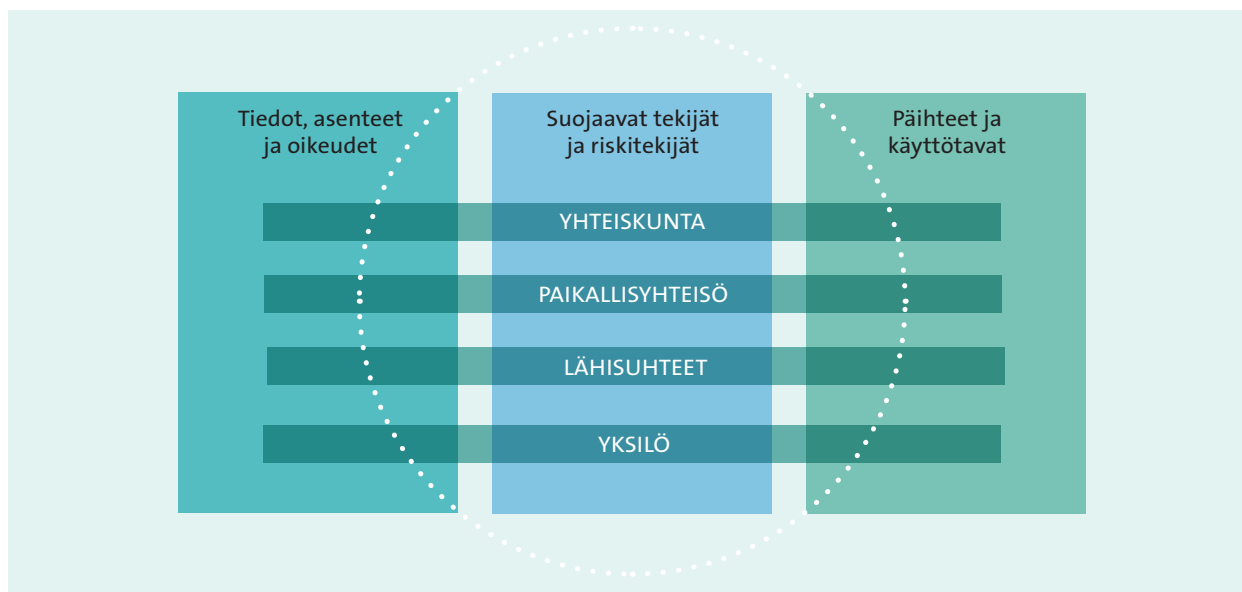 Tiedot, asenteet
ja oikeudet
Suojaavat tekijät
ja riskitekijät
Päihteet ja
käyttötavat
YHTEISKUNTA
PAIKALLISYHTEISÖ
LÄHISUHTEET
YKSILÖ